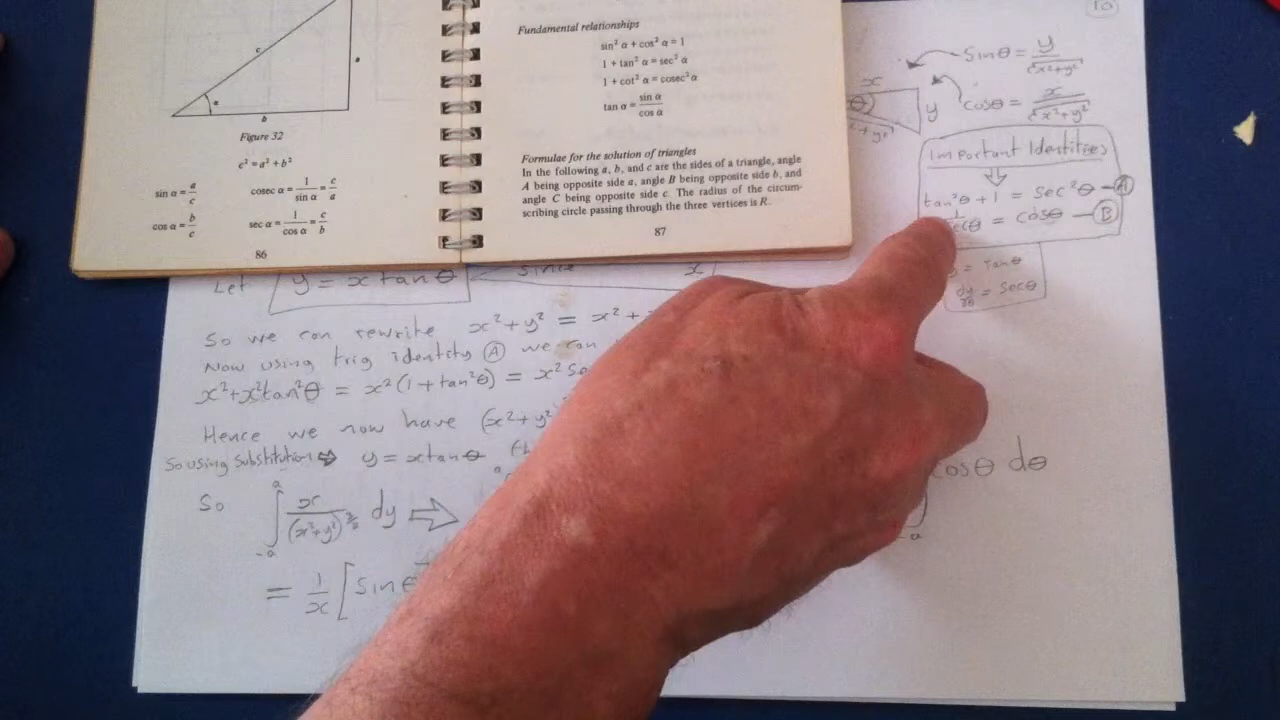 c
a
a
b
Figure 32
c² = a² + b²
sin α = a/c
cosec α = 1/sin α = c/a
cos α = b/c
sec α = 1/cos α = c/b
86
Fundamental relationships
sin² α + cos² α = 1
1 + tan² α = sec² α
1 + cot² α = cosec² α
tan α = sin α/cos α
Formulae for the solution of triangles
In the following a, b, and c are the sides of a triangle, angle
A being opposite side a, angle B being opposite side b, and
angle C being opposite side c. The radius of the circum-
scribing circle passing through the three vertices is R.
87
Sinθ = y/√x²+y²
x
θ
y
cosθ = x/√x²+y²
Important Identities
tan²θ + 1 = sec²θ — A
= cosθ — B
= Tanθ
dy/dθ = Secθ
Let y = x tanθ since x
So we can rewrite x²+y² = x² +
Now using trig identity A we can
x²+x²tan²θ = x²(1+tan²θ) = x²
Hence we now have (x²+y²)
So using substitution ⇒ y = xtanθ
So ∫ a -a x/(x²+y²)^3/2 dy ⇒
cosθ dθ
-a
= 1/x [Sinθ